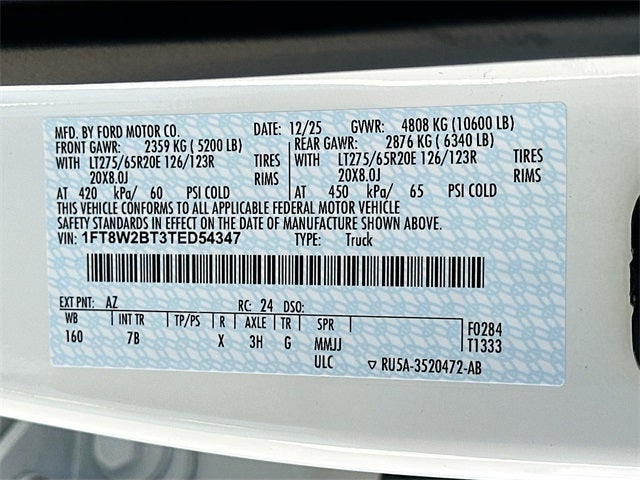 MFD. BY FORD MOTOR CO. DATE: 12/25 GVWR: 4808 KG (10600 LB)
FRONT GAWR: 2359 KG ( 5200 LB) REAR GAWR: 2876 KG ( 6340 LB)
WITH LT275/65R20E 126/123R TIRES WITH LT275/65R20E 126/123R TIRES
20X8.0J RIMS 20X8.0J RIMS
AT 420 kPa/ 60 PSI COLD AT 450 kPa/ 65 PSI COLD
THIS VEHICLE CONFORMS TO ALL APPLICABLE FEDERAL MOTOR VEHICLE
SAFETY STANDARDS IN EFFECT ON THE DATE OF MANUFACTURE SHOWN ABOVE.
VIN: 1FT8W2BT3TED54347 TYPE: Truck
EXT PNT: AZ RC: 24 DSO:
WB INT TR TP/PS R AXLE TR SPR F0284
160 7B X 3H G MMJJ T1333
ULC ▽ RU5A-3520472-AB